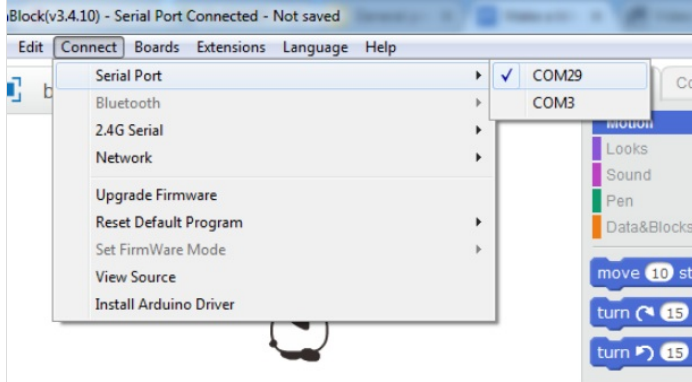 Block(v3.4.10) - Serial Port Connected - Not saved
Edit Connect Boards Extensions Language Help
Serial Port
COM29
COM3
Bluetooth
2.4G Serial
Network
Upgrade Firmware
Reset Default Program
Set FirmWare Mode
View Source
Install Arduino Driver
Motion
Looks
Sound
Pen
Data&Blocks
move 10 st
turn 15
turn 15